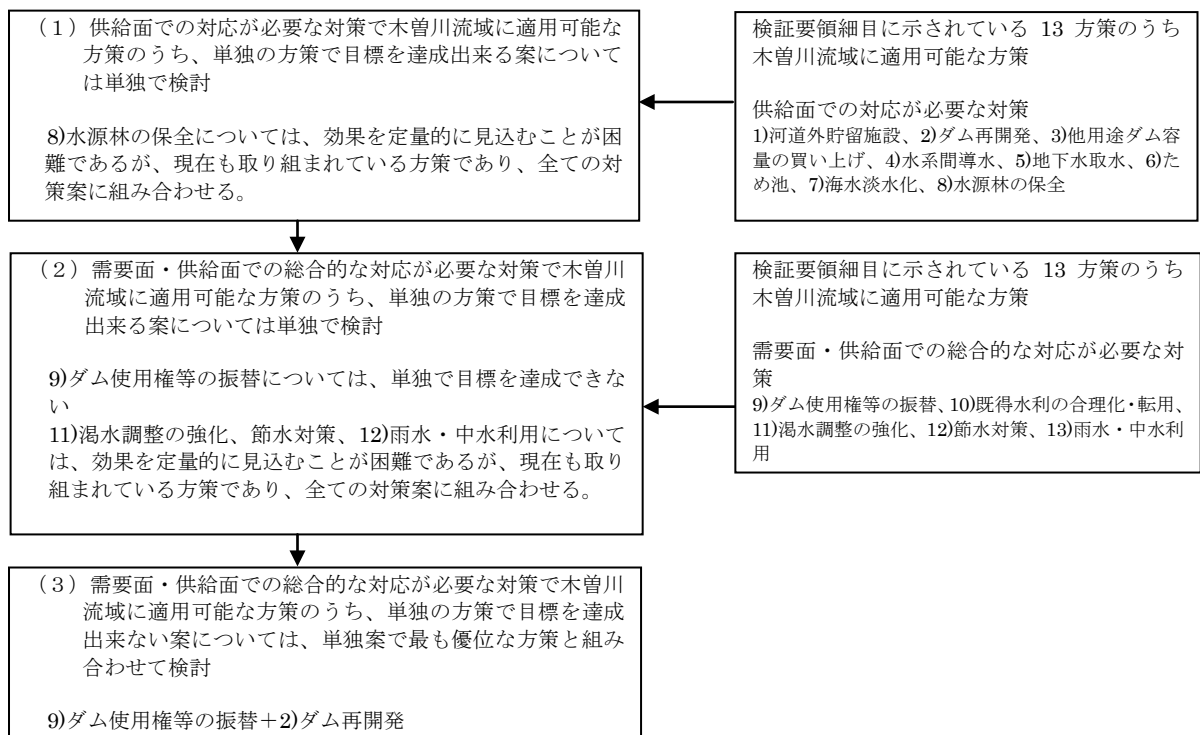 (1)供給面での対応が必要な対策で木曽川流域に適用可能な
方策のうち、単独の方策で目標を達成出来る案について
は単独で検討
8)水源林の保全については、効果を定量的に見込むことが困
難であるが、現在も取り組まれている方策であり、全ての対
策案に組み合わせる。
検証要領細目に示されている 13 方策のうち
木曽川流域に適用可能な方策
供給面での対応が必要な対策
1)河道外貯留施設、2)ダム再開発、3)他用途ダム容
量の買い上げ、4)水系間導水、5)地下水取水、6)た
め池、7)海水淡水化、8)水源林の保全
(2)需要面・供給面での総合的な対応が必要な対策で木曽川
流域に適用可能な方策のうち、単独の方策で目標を達成
出来る案については単独で検討
9)ダム使用権等の振替については、単独で目標を達成できな
い
11)渇水調整の強化、節水対策、12)雨水・中水利用について
は、効果を定量的に見込むことが困難であるが、現在も取り
組まれている方策であり、全ての対策案に組み合わせる。
検証要領細目に示されている 13 方策のうち
木曽川流域に適用可能な方策
需要面・供給面での総合的な対応が必要な対
策
9)ダム使用権等の振替、10)既得水利の合理化・転用、
11)渇水調整の強化、12)節水対策、13)雨水・中水利
用
(3)需要面・供給面での総合的な対応が必要な対策で木曽川
流域に適用可能な方策のうち、単独の方策で目標を達成
出来ない案については、単独案で最も優位な方策と組み
合わせて検討
9)ダム使用権等の振替+2)ダム再開発